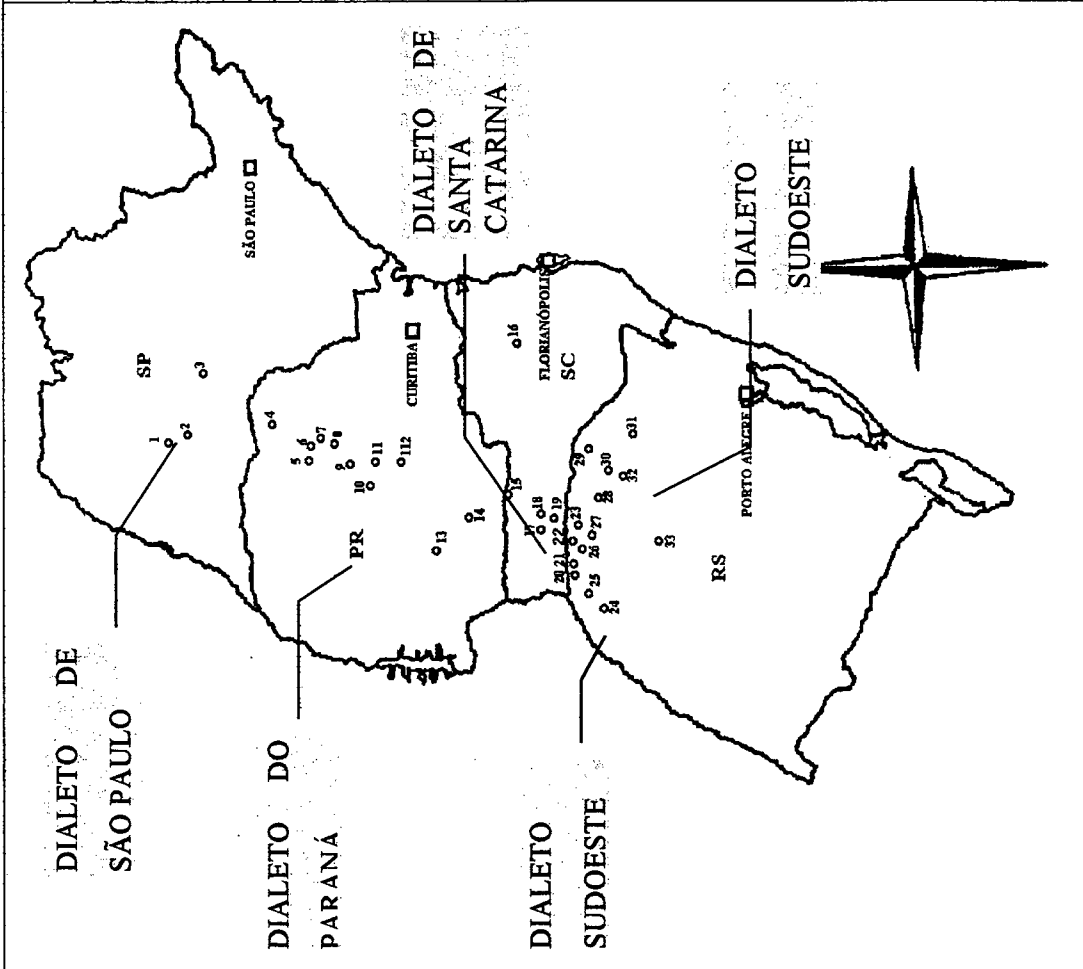 DIALETO DE
SÃO PAULO
DIALETO DO
PARANÁ
DIALETO
SUDOESTE
DIALETO DE
SANTA
CATARINA
DIALETO
SUDOESTE
SP
SÃO PAULO
PR
CURITIBA
SC
FLORIANÓPOLIS
RS
PORTO ALEGRE
1
2
3
4
5
6
7
8
9
10
11
112
13
14
15
16
17
18
19
20
21
22
23
24
25
26
27
28
29
30
31
32
33